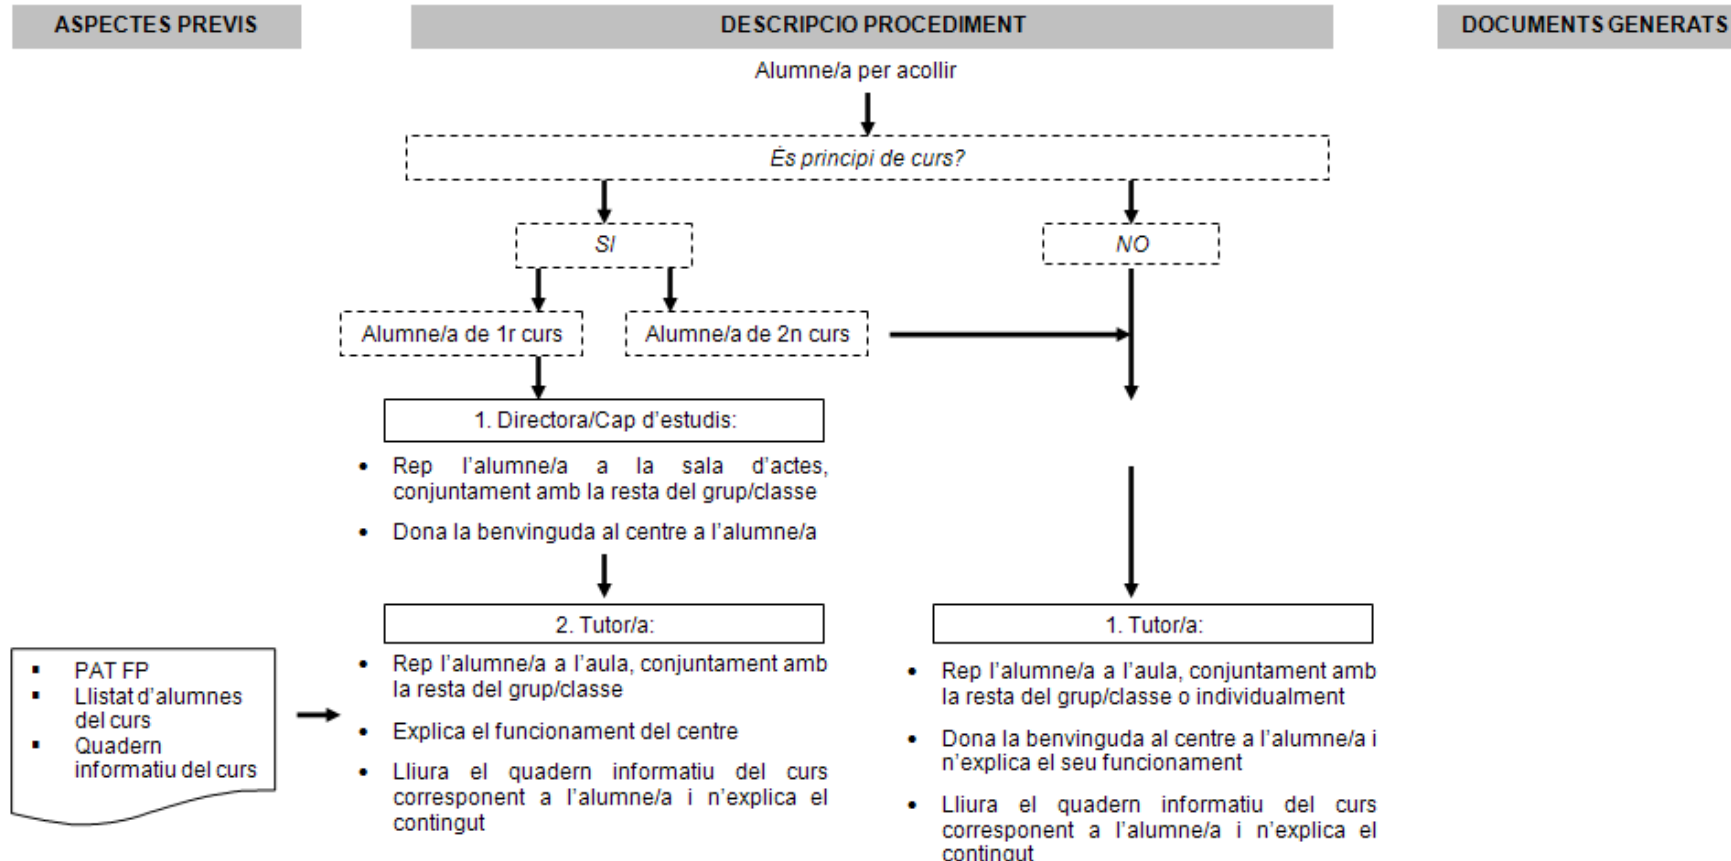 ASPECTES PREVIS
DESCRIPCIO PROCEDIMENT
DOCUMENTS GENERATS
Alumne/a per acollir
És principi de curs?
SI
NO
Alumne/a de 1r curs
Alumne/a de 2n curs
1. Directora/Cap d'estudis:
• Rep l'alumne/a a la sala d'actes,
conjuntament amb la resta del grup/classe
• Dona la benvinguda al centre a l'alumne/a
▪ PAT FP
▪ Llistat d'alumnes
del curs
▪ Quadern
informatiu del curs
2. Tutor/a:
• Rep l'alumne/a a l'aula, conjuntament amb
la resta del grup/classe
• Explica el funcionament del centre
• Lliura el quadern informatiu del curs
corresponent a l'alumne/a i n'explica el
contingut
1. Tutor/a:
• Rep l'alumne/a a l'aula, conjuntament amb
la resta del grup/classe o individualment
• Dona la benvinguda al centre a l'alumne/a i
n'explica el seu funcionament
• Lliura el quadern informatiu del curs
corresponent a l'alumne/a i n'explica el
contingut